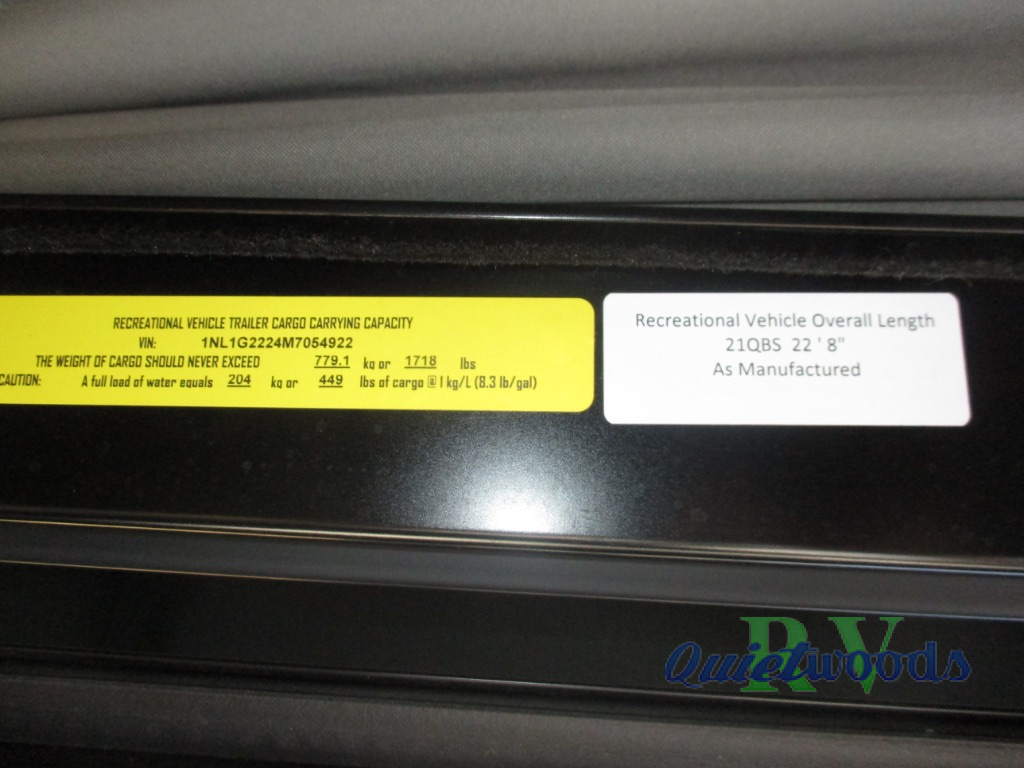 RECREATIONAL VEHICLE TRAILER CARGO CARRYING CAPACITY
VIN: 1NL1G2224M7054922
THE WEIGHT OF CARGO SHOULD NEVER EXCEED 779.1 kg or 1718 lbs
CAUTION: A full load of water equals 204 kg or 449 lbs of cargo @ 1 kg/L (8.3 lb/gal)
Recreational Vehicle Overall Length
21QBS 22 ' 8"
As Manufactured
Quietwoods RV